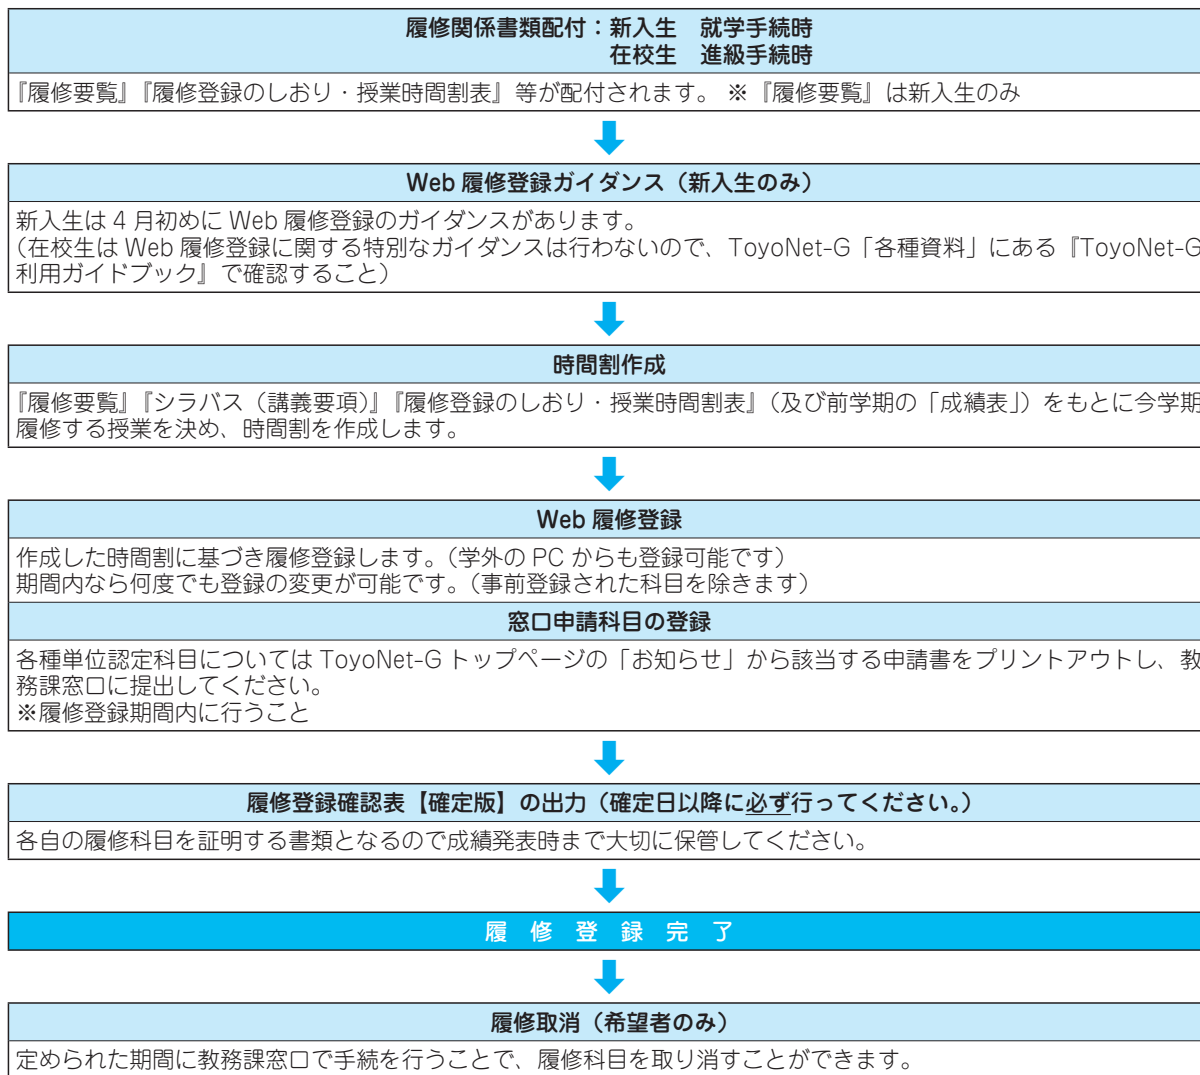 履修関係書類配付：新入生　就学手続時
在校生　進級手続時
『履修要覧』『履修登録のしおり・授業時間割表』等が配付されます。 ※『履修要覧』は新入生のみ
Web 履修登録ガイダンス（新入生のみ）
新入生は 4 月初めに Web 履修登録のガイダンスがあります。
（在校生は Web 履修登録に関する特別なガイダンスは行わないので、ToyoNet-G「各種資料」にある『ToyoNet-G
利用ガイドブック』で確認すること）
時間割作成
『履修要覧』『シラバス（講義要項）』『履修登録のしおり・授業時間割表』（及び前学期の「成績表」）をもとに今学期
履修する授業を決め、時間割を作成します。
Web 履修登録
作成した時間割に基づき履修登録します。（学外の PC からも登録可能です）
期間内なら何度でも登録の変更が可能です。（事前登録された科目を除きます）
窓口申請科目の登録
各種単位認定科目については ToyoNet-G トップページの「お知らせ」から該当する申請書をプリントアウトし、教
務課窓口に提出してください。
※履修登録期間内に行うこと
履修登録確認表【確定版】の出力（確定日以降に必ず行ってください。）
各自の履修科目を証明する書類となるので成績発表時まで大切に保管してください。
履　修　登　録　完　了
履修取消（希望者のみ）
定められた期間に教務課窓口で手続を行うことで、履修科目を取り消すことができます。